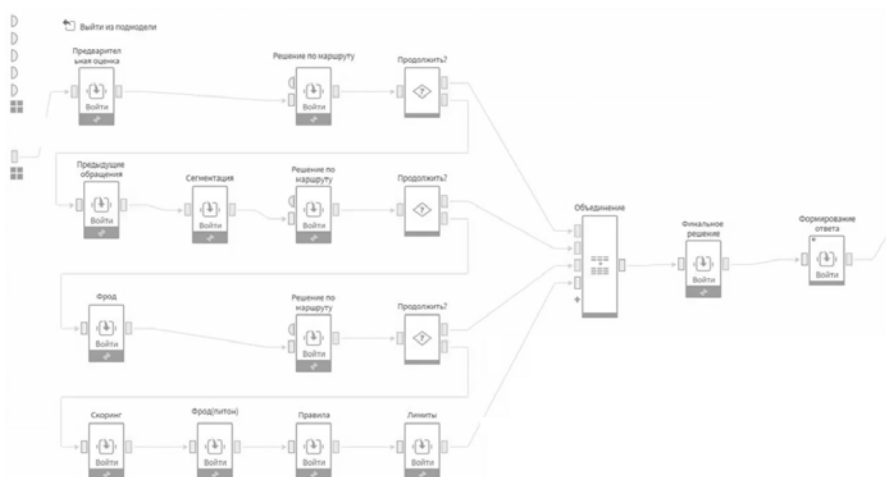 Выйти из подмодели
Предварител
ьная оценка
Войти
Решение по маршруту
Войти
Продолжить?
Предыдущие
обращения
Войти
Сегментация
Войти
Решение по
маршруту
Войти
Продолжить?
Объединение
Финальное
решение
Войти
Формирование
ответа
Войти
Фрод
Войти
Решение по
маршруту
Войти
Продолжить?
Скоринг
Войти
Фрод(питон)
Войти
Правила
Войти
Лимиты
Войти